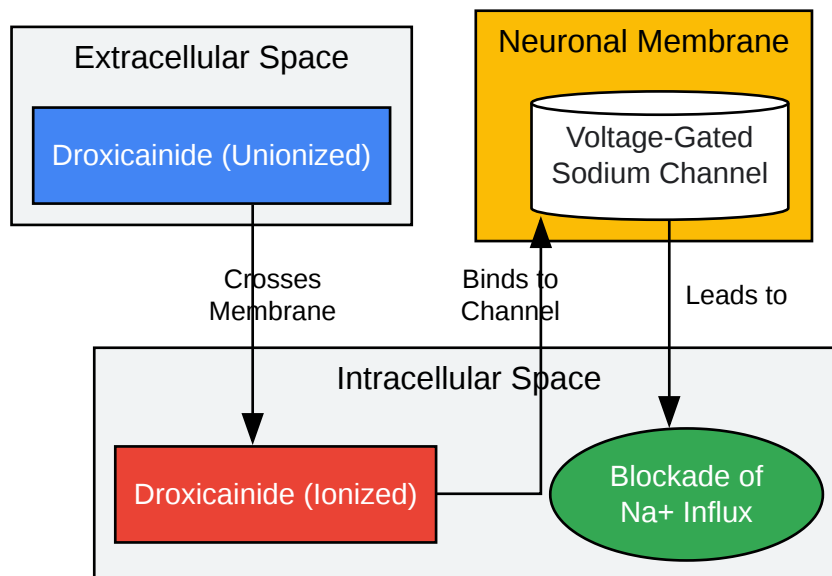 Extracellular Space
Droxicainide (Unionized)
Neuronal Membrane
Voltage-Gated
Sodium Channel
Crosses
Membrane
Binds to
Channel
Leads to
Intracellular Space
Droxicainide (Ionized)
Blockade of
Na+ Influx